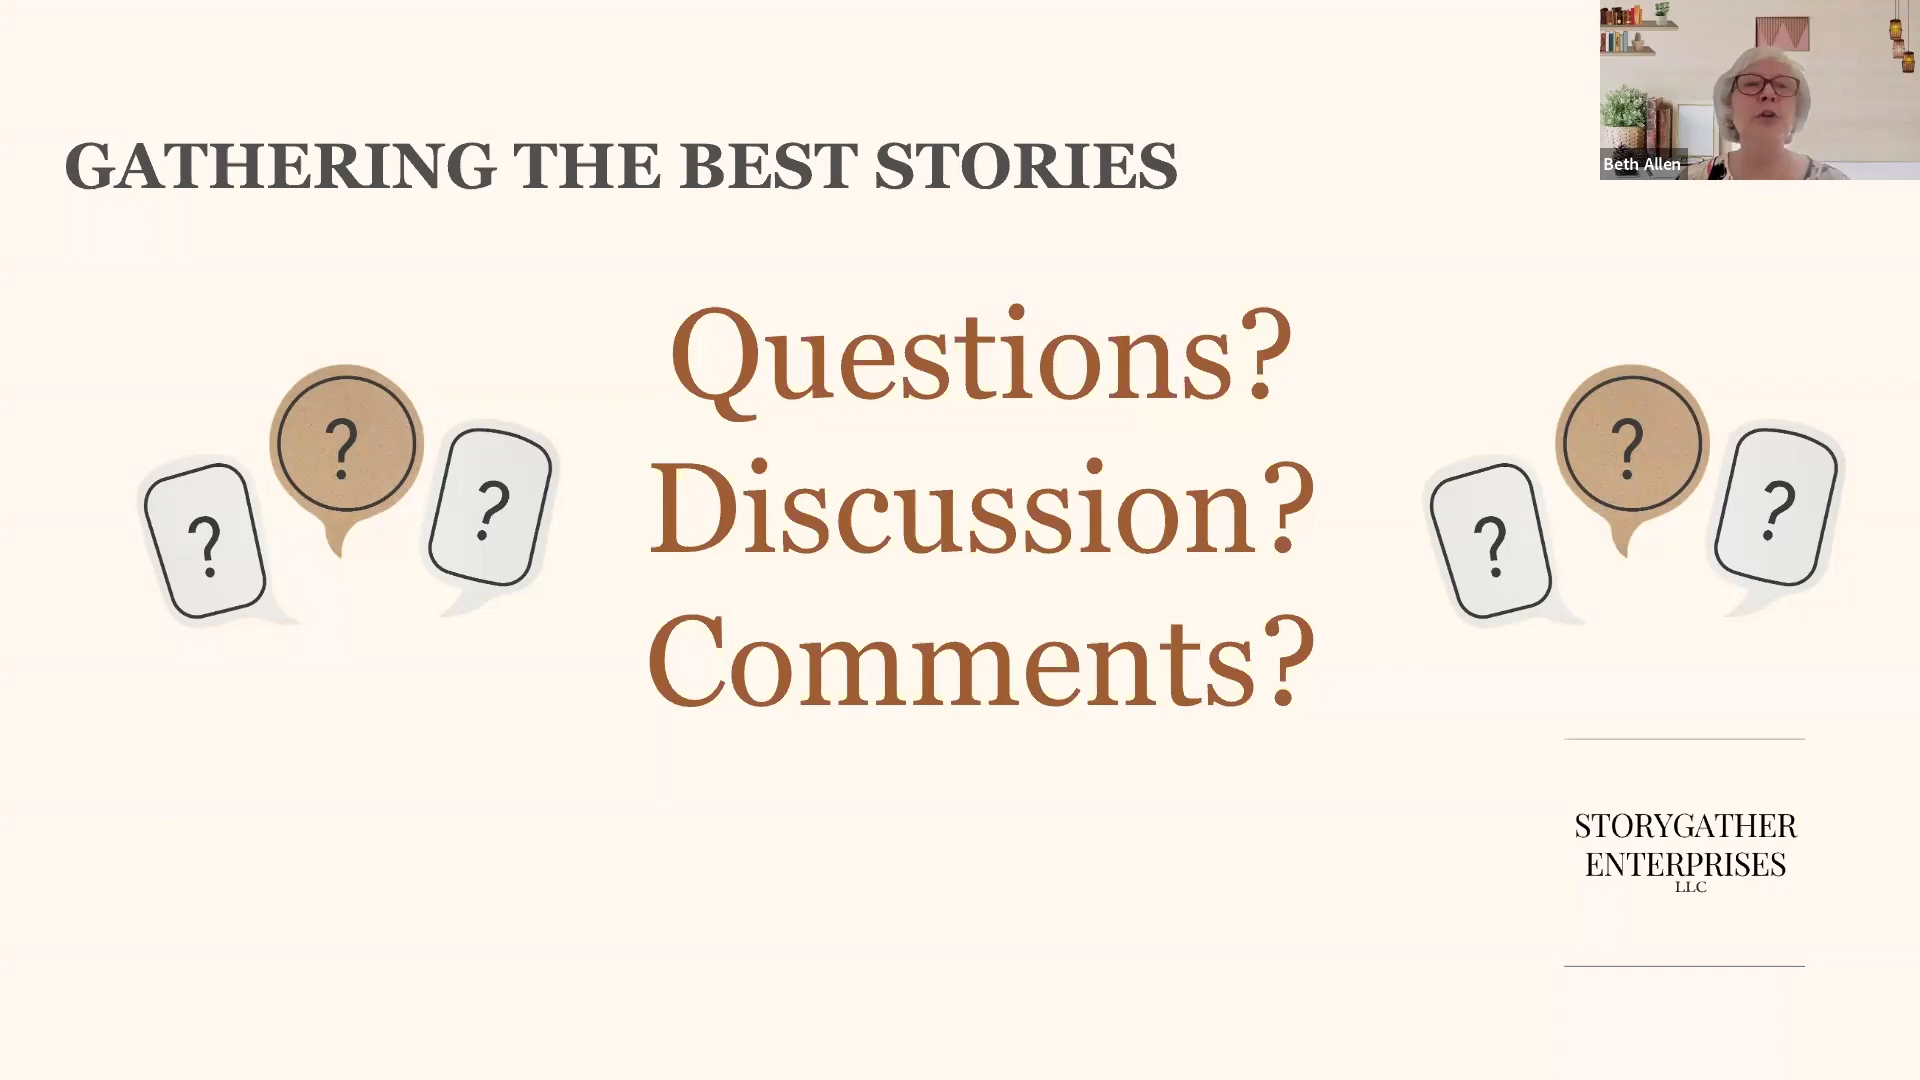 GATHERING THE BEST STORIES
Beth Allen
Questions?
Discussion?
Comments?
?
?
?
?
?
?
STORYGATHER
ENTERPRISES
LLC